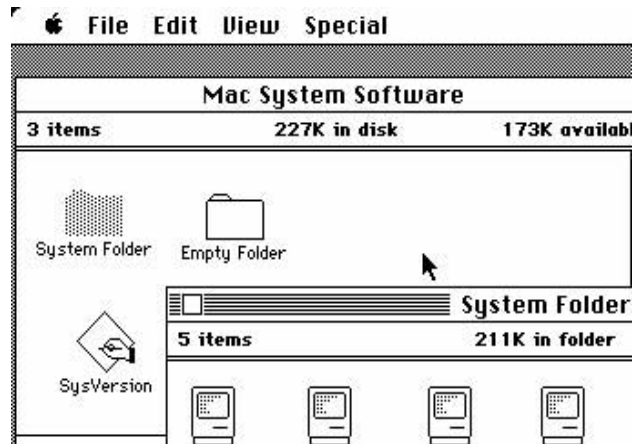 File Edit View Special
Mac System Software
3 items 227K in disk 173K availabl
System Folder Empty Folder
System Folder
5 items 211K in folder
SysVersion